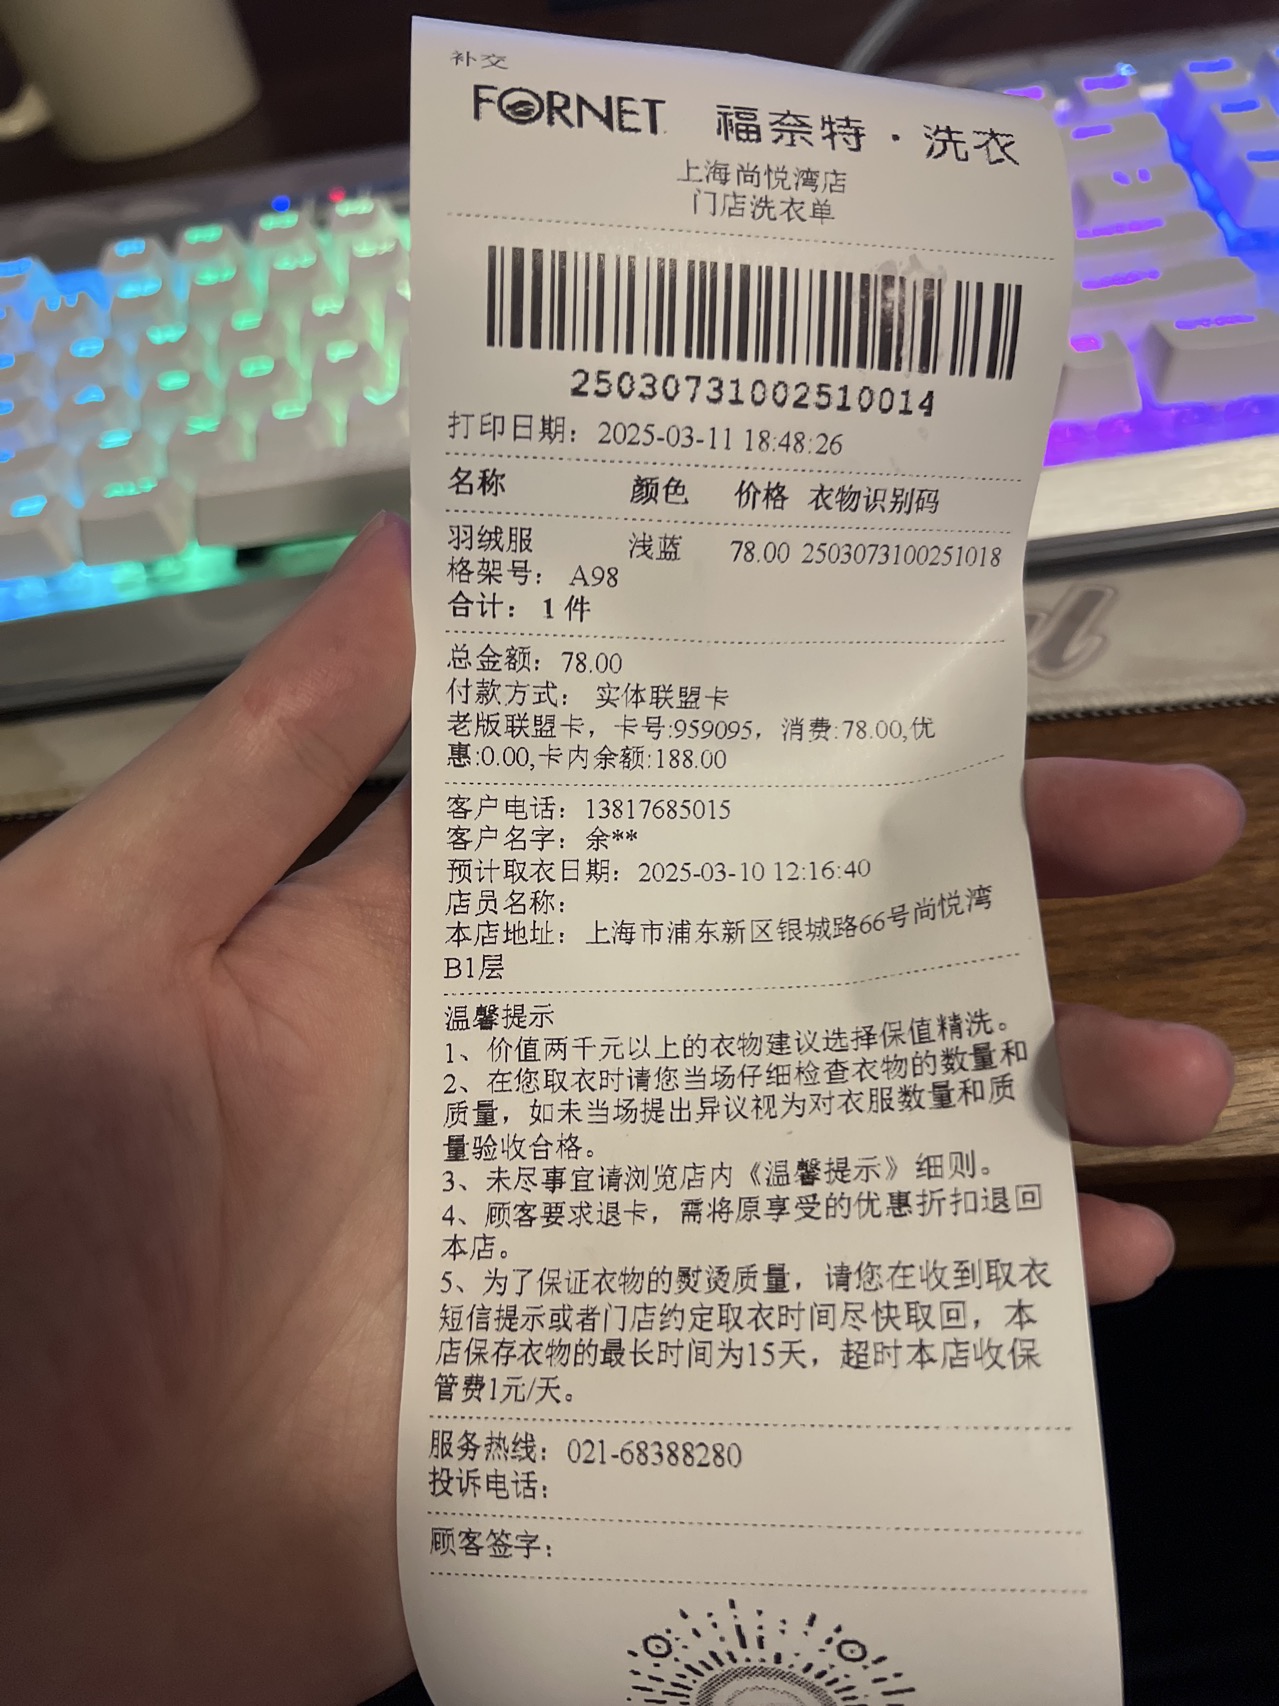 补交
FORNET 福奈特·洗衣
上海尚悦湾店
门店洗衣单
25030731002510014
打印日期：2025-03-11 18:48:26
名称 颜色 价格 衣物识别码
羽绒服 浅蓝 78.00 2503073100251018
格架号： A98
合计： 1 件
总金额：78.00
付款方式： 实体联盟卡
老版联盟卡，卡号:959095，消费:78.00,优
惠:0.00,卡内余额:188.00
客户电话：13817685015
客户名字：余**
预计取衣日期：2025-03-10 12:16:40
店员名称：
本店地址：上海市浦东新区银城路66号尚悦湾
B1层
温馨提示
1、价值两千元以上的衣物建议选择保值精洗。
2、在您取衣时请您当场仔细检查衣物的数量和
质量，如未当场提出异议视为对衣服数量和质
量验收合格。
3、未尽事宜请浏览店内《温馨提示》细则。
4、顾客要求退卡，需将原享受的优惠折扣退回
本店。
5、为了保证衣物的熨烫质量，请您在收到取衣
短信提示或者门店约定取衣时间尽快取回，本
店保存衣物的最长时间为15天，超时本店收保
管费1元/天。
服务热线：021-68388280
投诉电话：
顾客签字：